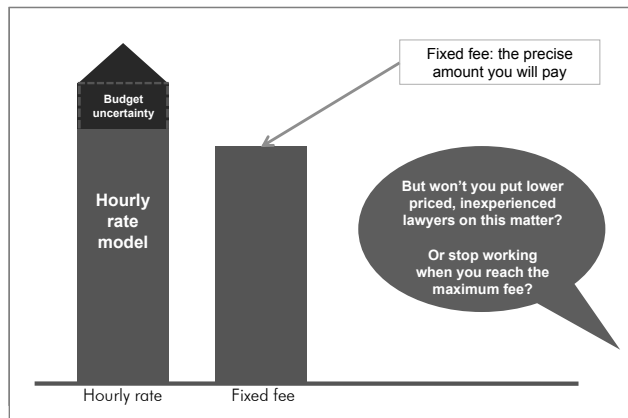 Budget
uncertainty
Hourly
rate
model
Fixed fee: the precise
amount you will pay
But won’t you put lower
priced, inexperienced
lawyers on this matter?
Or stop working
when you reach the
maximum fee?
Hourly rate
Fixed fee